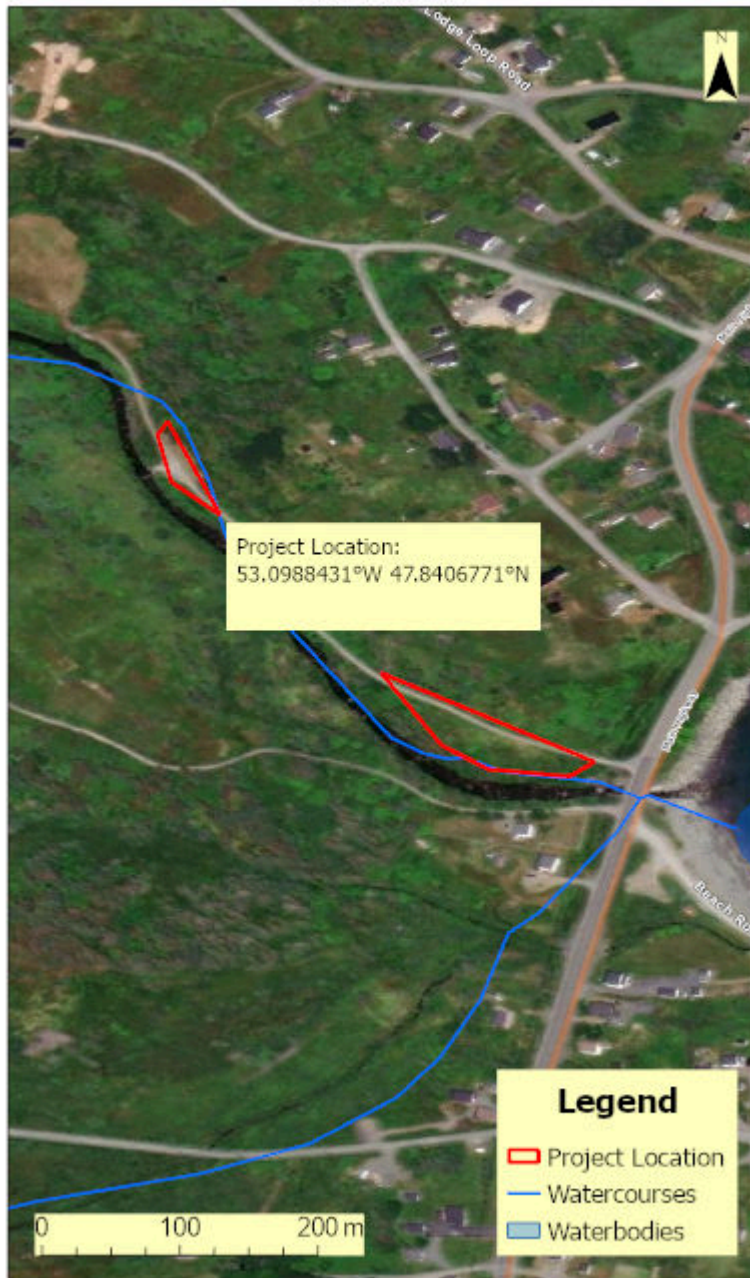 Lodge Loop Road
N
Project Location:
53.0988431°W 47.8406771°N
Beach Ro
Legend
Project Location
Watercourses
Waterbodies
0 100 200 m